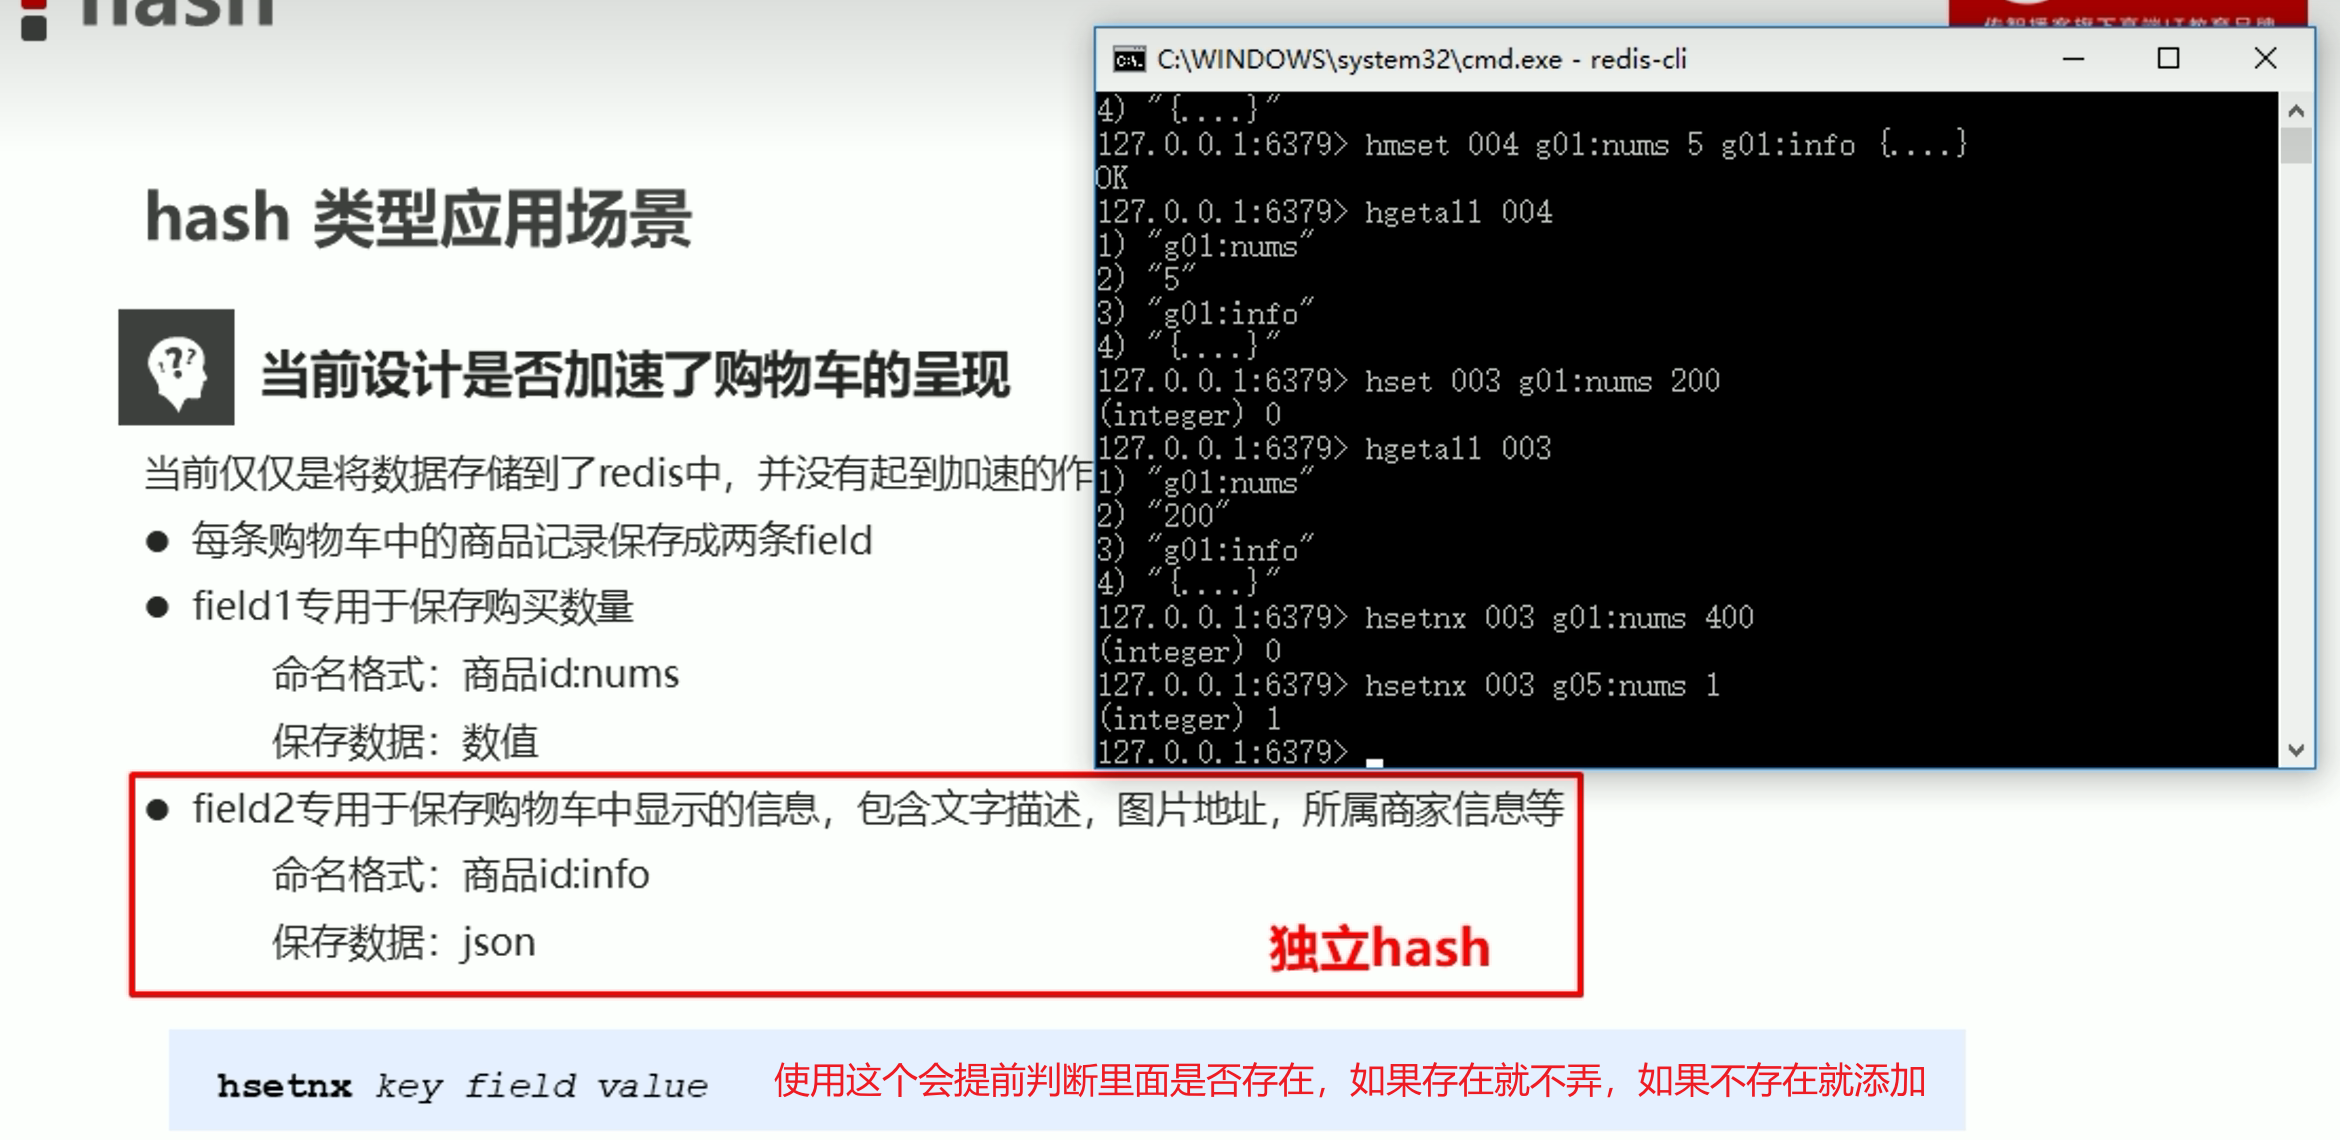 hash
传智播客旗下高端IT教育品牌
hash 类型应用场景
当前设计是否加速了购物车的呈现
当前仅仅是将数据存储到了redis中，并没有起到加速的作
● 每条购物车中的商品记录保存成两条field
● field1专用于保存购买数量
命名格式：商品id:nums
保存数据：数值
● field2专用于保存购物车中显示的信息，包含文字描述，图片地址，所属商家信息等
命名格式：商品id:info
保存数据：json
独立hash
hsetnx key field value
使用这个会提前判断里面是否存在，如果存在就不弄，如果不存在就添加
C:\WINDOWS\system32\cmd.exe - redis-cli
4) "{....}"
127.0.0.1:6379> hmset 004 g01:nums 5 g01:info {....}
OK
127.0.0.1:6379> hgetall 004
1) "g01:nums"
2) "5"
3) "g01:info"
4) "{....}"
127.0.0.1:6379> hset 003 g01:nums 200
(integer) 0
127.0.0.1:6379> hgetall 003
1) "g01:nums"
2) "200"
3) "g01:info"
4) "{....}"
127.0.0.1:6379> hsetnx 003 g01:nums 400
(integer) 0
127.0.0.1:6379> hsetnx 003 g05:nums 1
(integer) 1
127.0.0.1:6379>